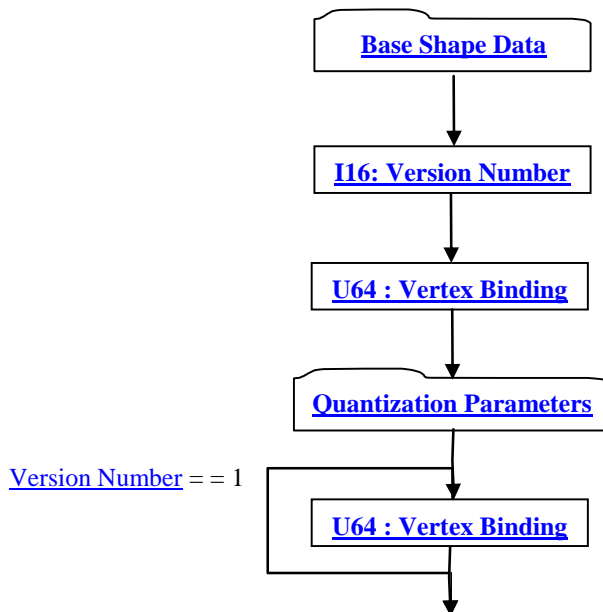 Base Shape Data
I16: Version Number
U64 : Vertex Binding
Quantization Parameters
Version Number = = 1
U64 : Vertex Binding